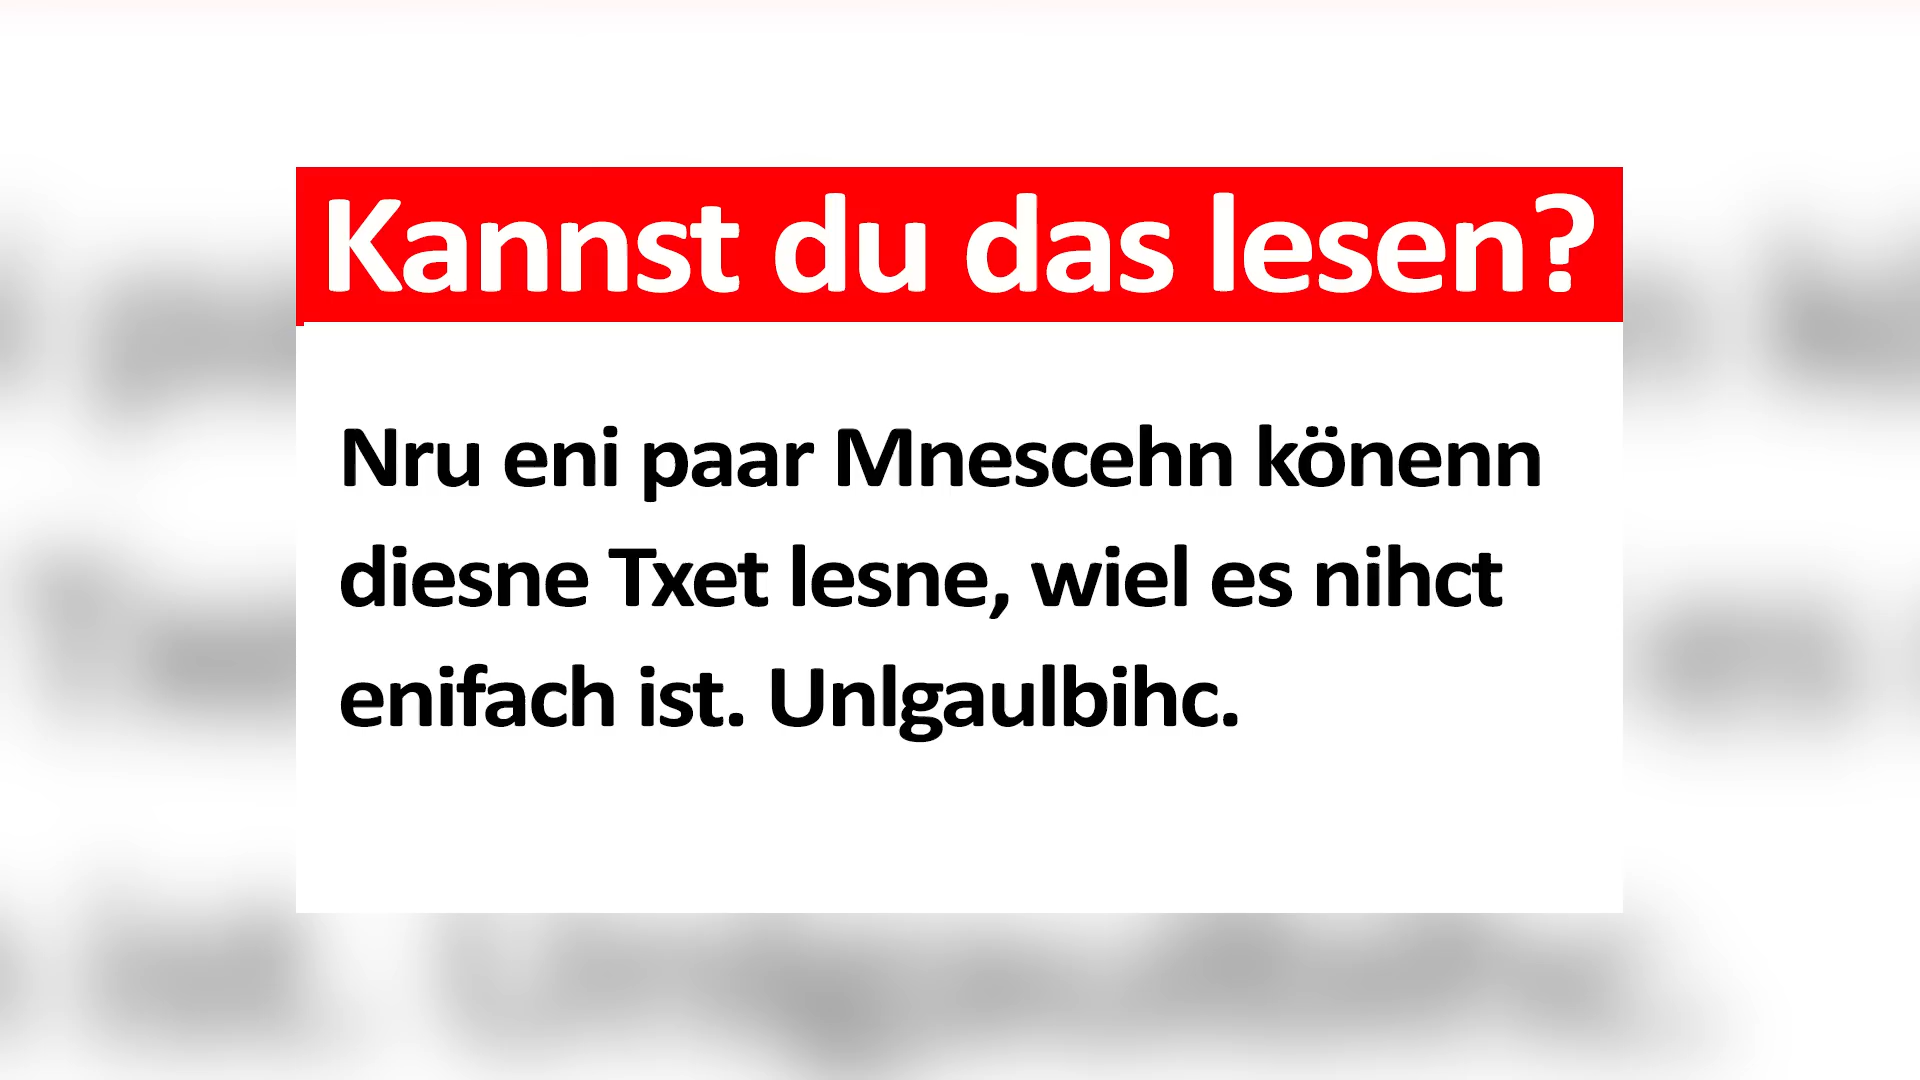 Kannst du das lesen?
Nru eni paar Mnescehn könenn
diesne Txet lesne, wiel es nihct
enifach ist. Unlgaulbihc.